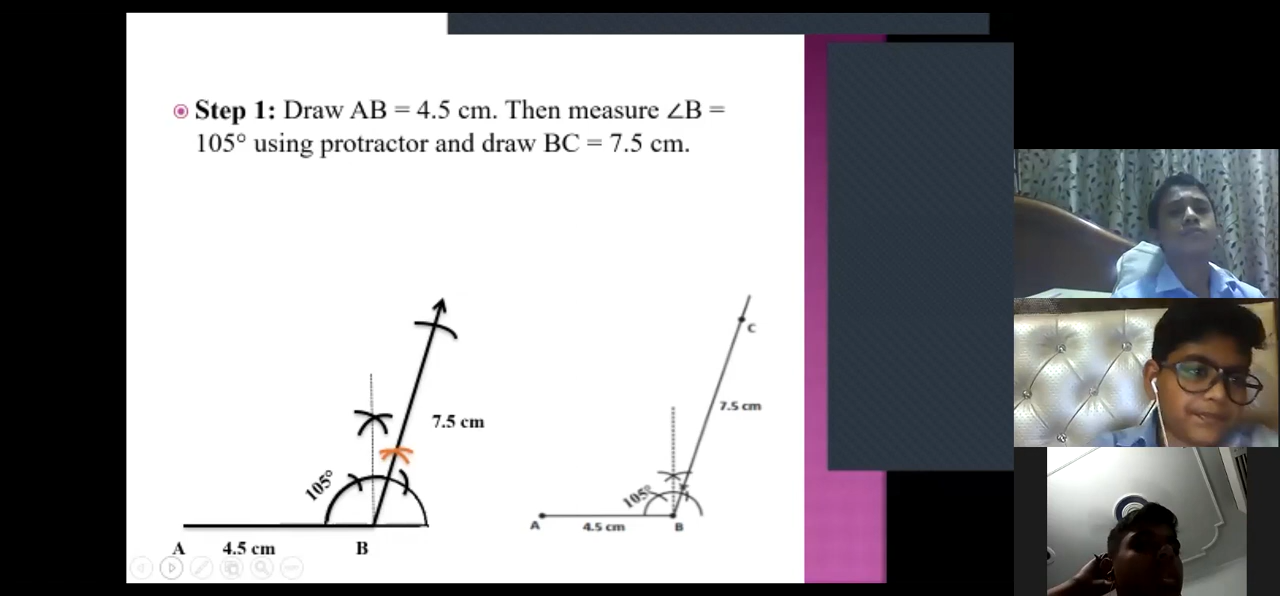 Step 1: Draw AB = 4.5 cm. Then measure ∠B =
105° using protractor and draw BC = 7.5 cm.
7.5 cm
105°
A 4.5 cm B
C
7.5 cm
105°
A 4.5 cm B